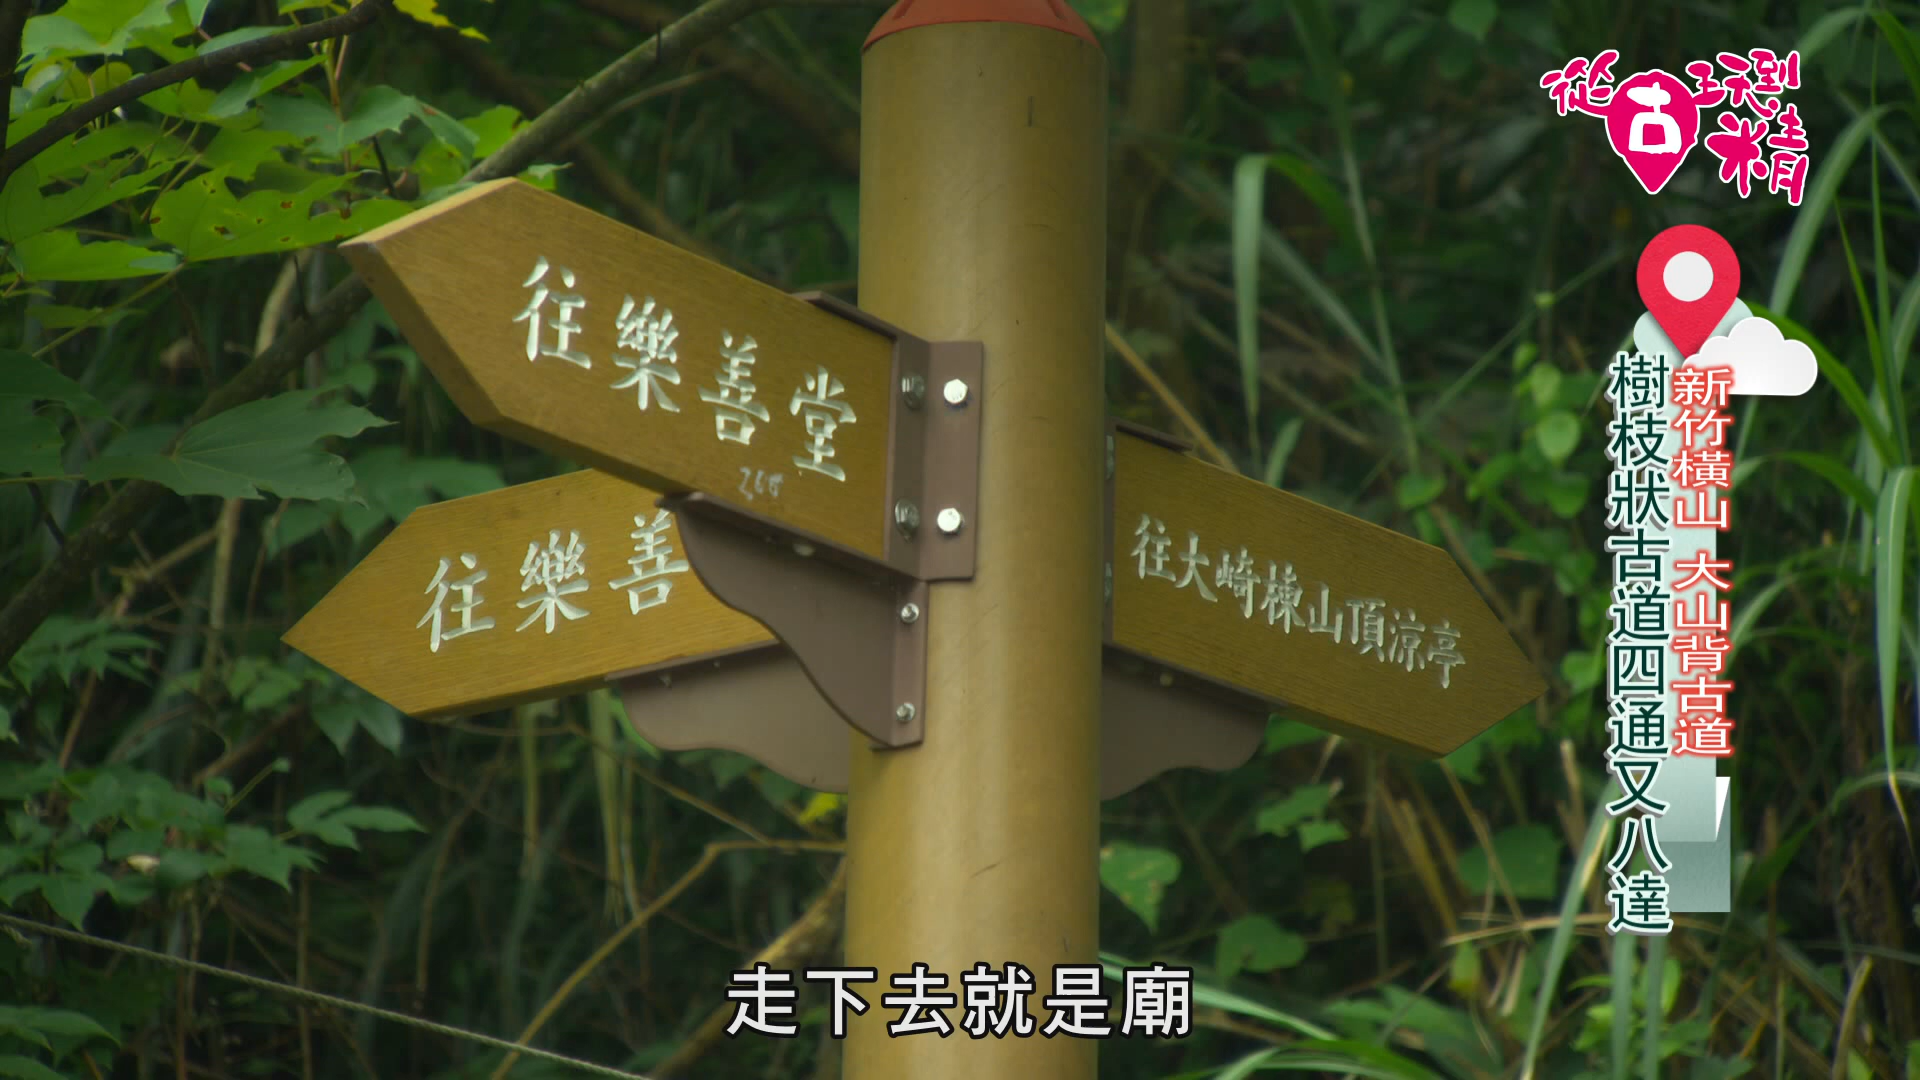 從古玩到精
新竹橫山 大山背古道
樹枝狀古道四通又八達
往樂善堂
往樂善
往大崎棟山頂涼亭
走下去就是廟